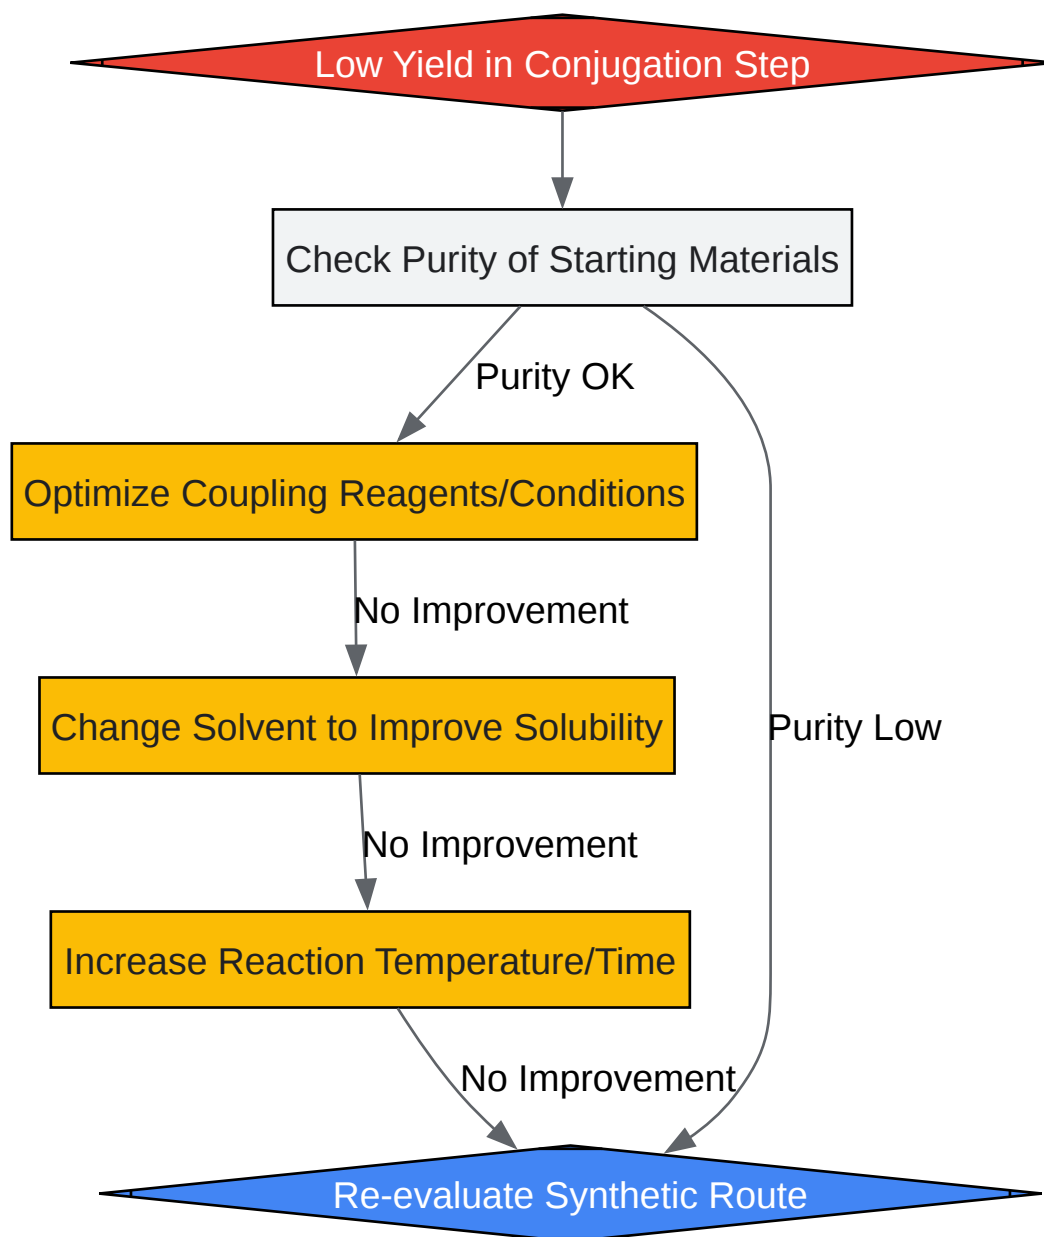 Low Yield in Conjugation Step
Check Purity of Starting Materials
Purity OK
Optimize Coupling Reagents/Conditions
No Improvement
Change Solvent to Improve Solubility
Purity Low
No Improvement
Increase Reaction Temperature/Time
No Improvement
Re-evaluate Synthetic Route